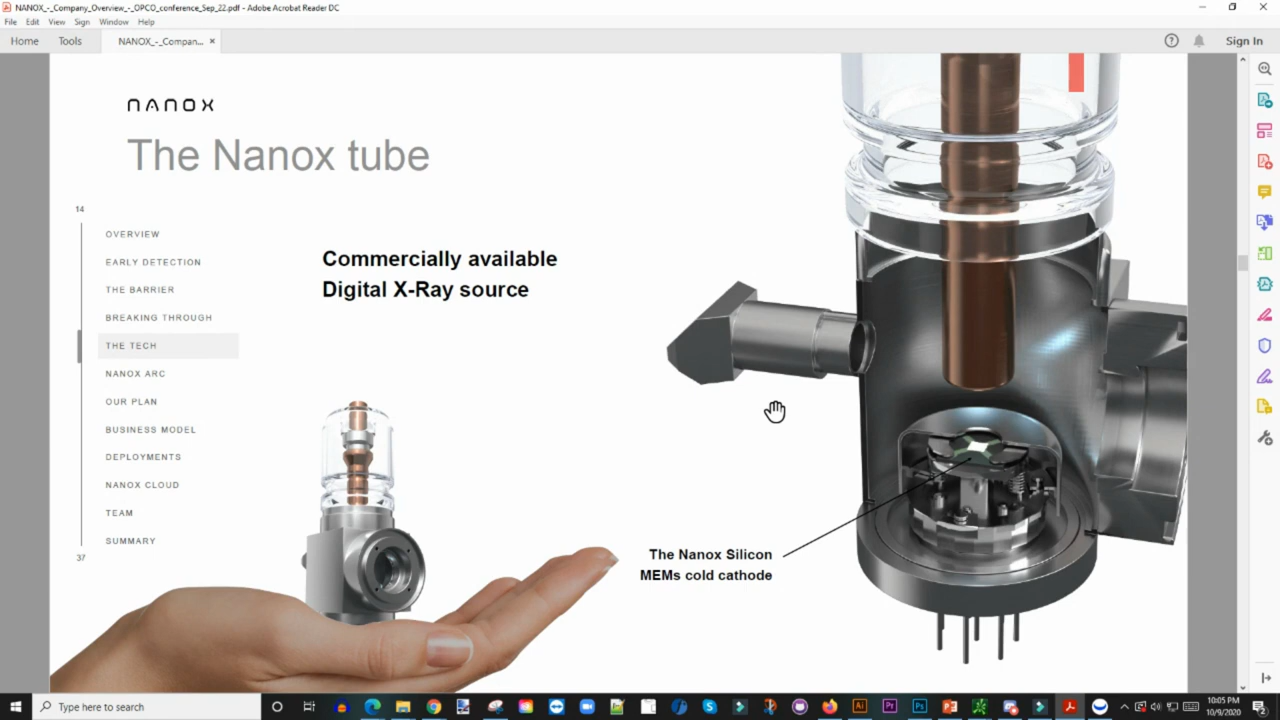 NANOX_-_Company_Overview_-_OPCO_conference_Sep_22.pdf - Adobe Acrobat Reader DC
File Edit View Sign Window Help
Home Tools NANOX_-_Compan... × Sign In
NANOX
The Nanox tube
14
OVERVIEW
EARLY DETECTION
THE BARRIER
BREAKING THROUGH
THE TECH
NANOX ARC
OUR PLAN
BUSINESS MODEL
DEPLOYMENTS
NANOX CLOUD
TEAM
SUMMARY
37
Commercially available
Digital X-Ray source
The Nanox Silicon
MEMs cold cathode
Type here to search
10:05 PM
10/9/2020